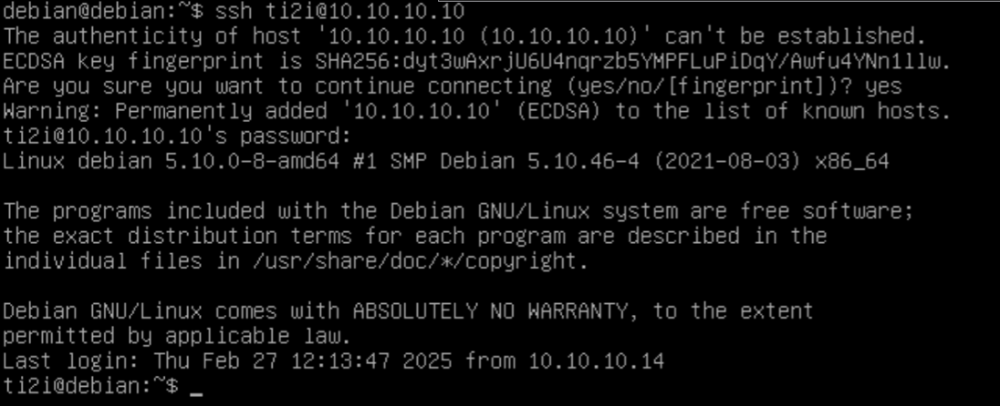 debian@debian:~$ ssh ti2i@10.10.10.10
The authenticity of host '10.10.10.10 (10.10.10.10)' can't be established.
ECDSA key fingerprint is SHA256:dyt3wAxrjU6U4nqrzb5YMPFLuPiDqY/Awfu4YNn1llw.
Are you sure you want to continue connecting (yes/no/[fingerprint])? yes
Warning: Permanently added '10.10.10.10' (ECDSA) to the list of known hosts.
ti2i@10.10.10.10's password:
Linux debian 5.10.0-8-amd64 #1 SMP Debian 5.10.46-4 (2021-08-03) x86_64

The programs included with the Debian GNU/Linux system are free software;
the exact distribution terms for each program are described in the
individual files in /usr/share/doc/*/copyright.

Debian GNU/Linux comes with ABSOLUTELY NO WARRANTY, to the extent
permitted by applicable law.
Last login: Thu Feb 27 12:13:47 2025 from 10.10.10.14
ti2i@debian:~$ _